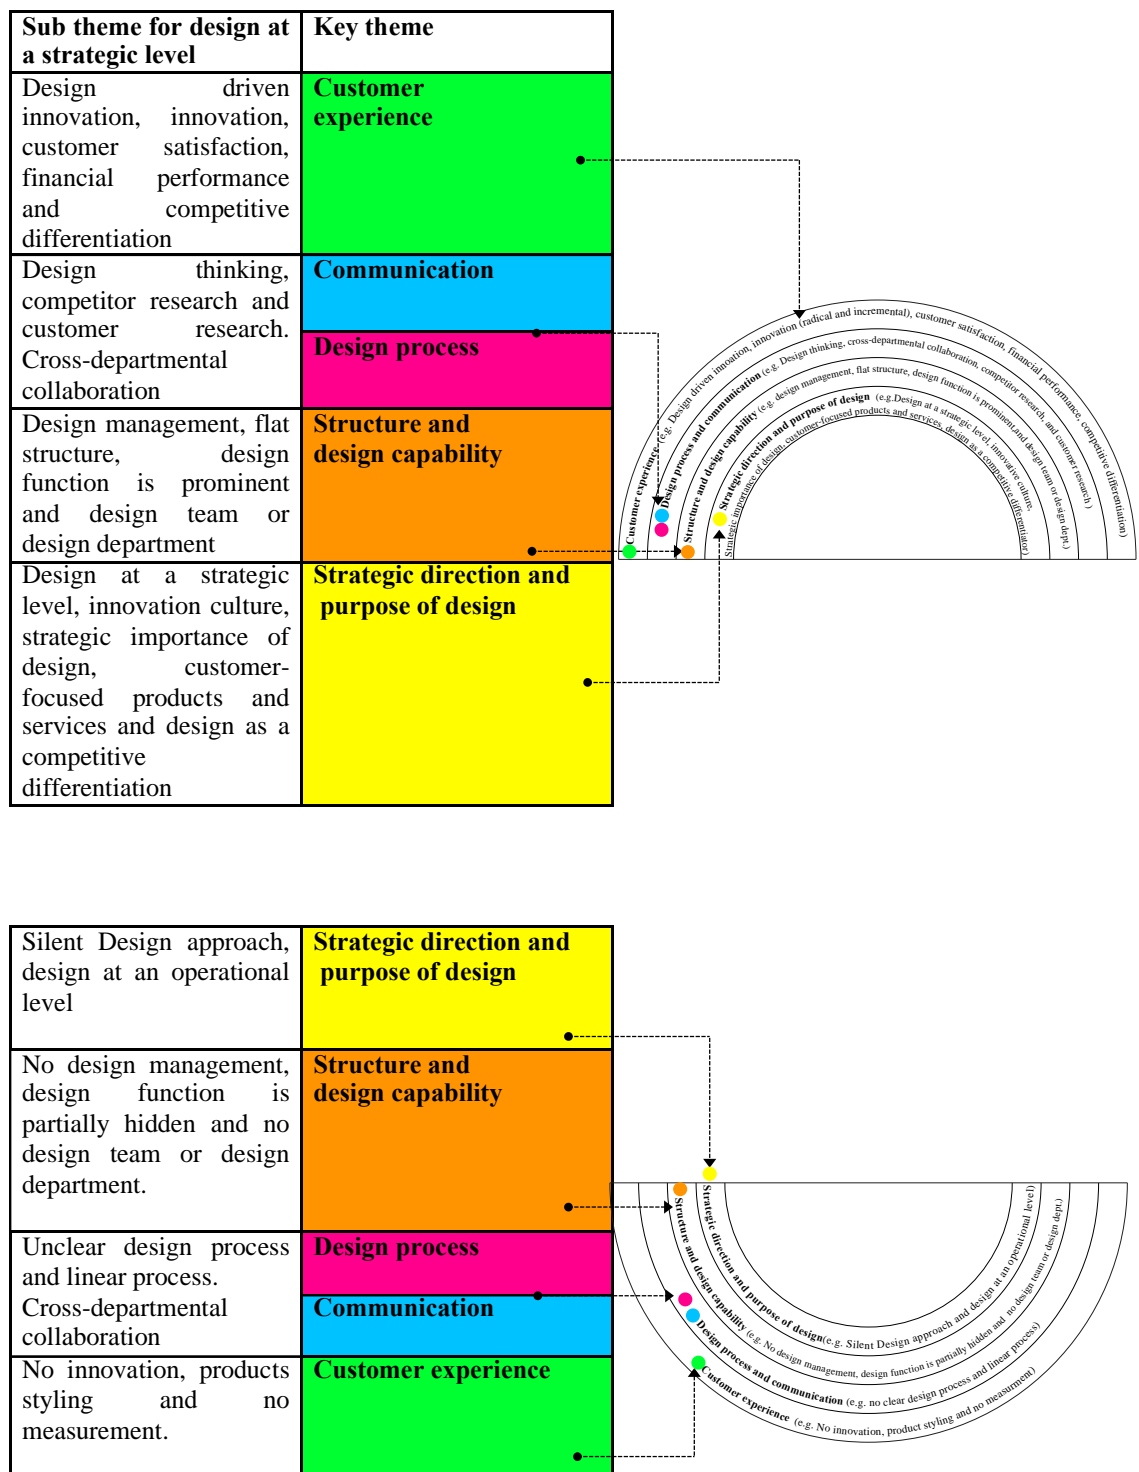 Sub theme for design at
a strategic level
Key theme
Design driven
innovation, innovation,
customer satisfaction,
financial performance
and competitive
differentiation
Customer
experience
Design thinking,
competitor research and
customer research.
Cross-departmental
collaboration
Communication
Design process
Design management, flat
structure, design
function is prominent
and design team or
design department
Structure and
design capability
Design at a strategic
level, innovation culture,
strategic importance of
design, customer-
focused products and
services and design as a
competitive
differentiation
Strategic direction and
purpose of design
Customer experience (e.g. Design driven innoation, innovation (radical and incremental), customer satisfaction, financial performance, competitive differentiation)
Design process and communication (e.g. Design thinking, cross-departmental collaboration, competitor research, and customer research )
Structure and design capability (e.g. design management, flat structure, design function is prominent,and design team or design dept.)
Strategic direction and purpose of design (e.g.Design at a strategic level, innovative culture,
Strategic importance of design, customer-focused products and services, design as a competitive differentiator)
Silent Design approach,
design at an operational
level
Strategic direction and
purpose of design
No design management,
design function is
partially hidden and no
design team or design
department.
Structure and
design capability
Unclear design process
and linear process.
Cross-departmental
collaboration
Design process
Communication
No innovation, products
styling and no
measurement.
Customer experience
Strategic direction and purpose of design(e.g. Silent Design approach and design at an operational level)
Structure and design capability (e.g. No design management, design function is partially hidden and no design team or design dept.)
Design process and communication (e.g. no clear design process and linear process)
Customer experience (e.g. No innovation, product styling and no measurment)